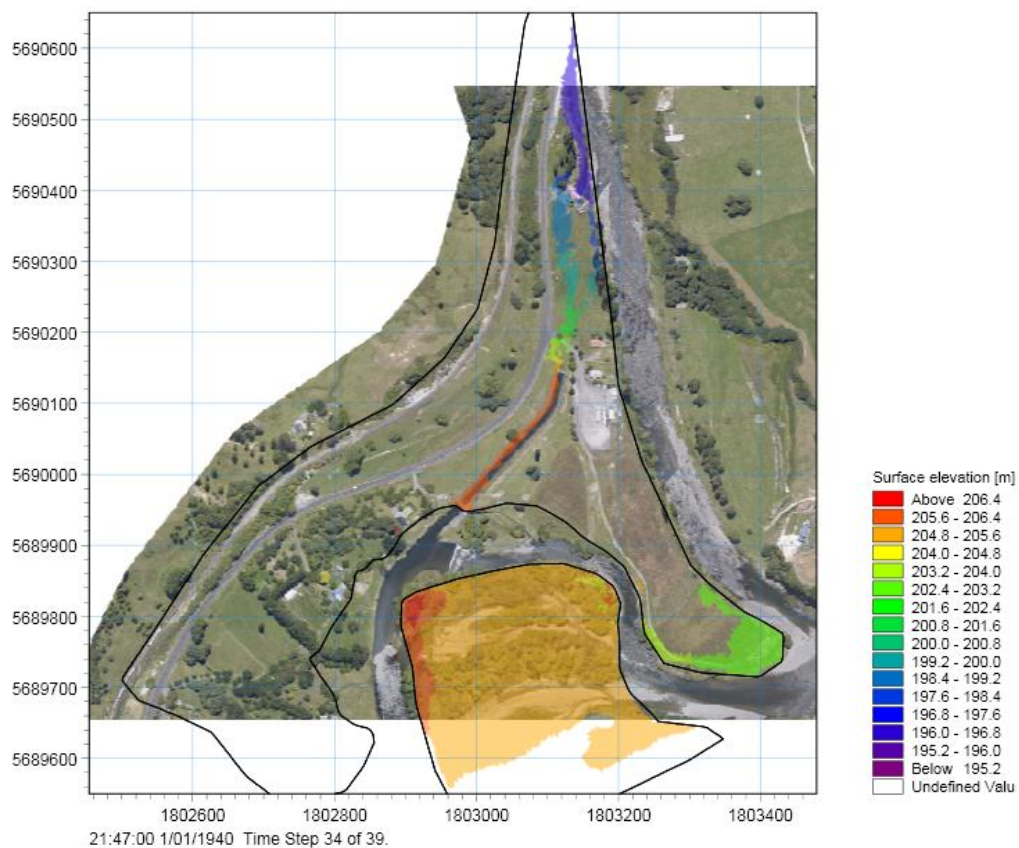 5690600
5690500
5690400
5690300
5690200
5690100
5690000
5689900
5689800
5689700
5689600
1802600 1802800 1803000 1803200 1803400
21:47:00 1/01/1940 Time Step 34 of 39.
Surface elevation [m]
Above 206.4
205.6 - 206.4
204.8 - 205.6
204.0 - 204.8
203.2 - 204.0
202.4 - 203.2
201.6 - 202.4
200.8 - 201.6
200.0 - 200.8
199.2 - 200.0
198.4 - 199.2
197.6 - 198.4
196.8 - 197.6
196.0 - 196.8
195.2 - 196.0
Below 195.2
Undefined Valu